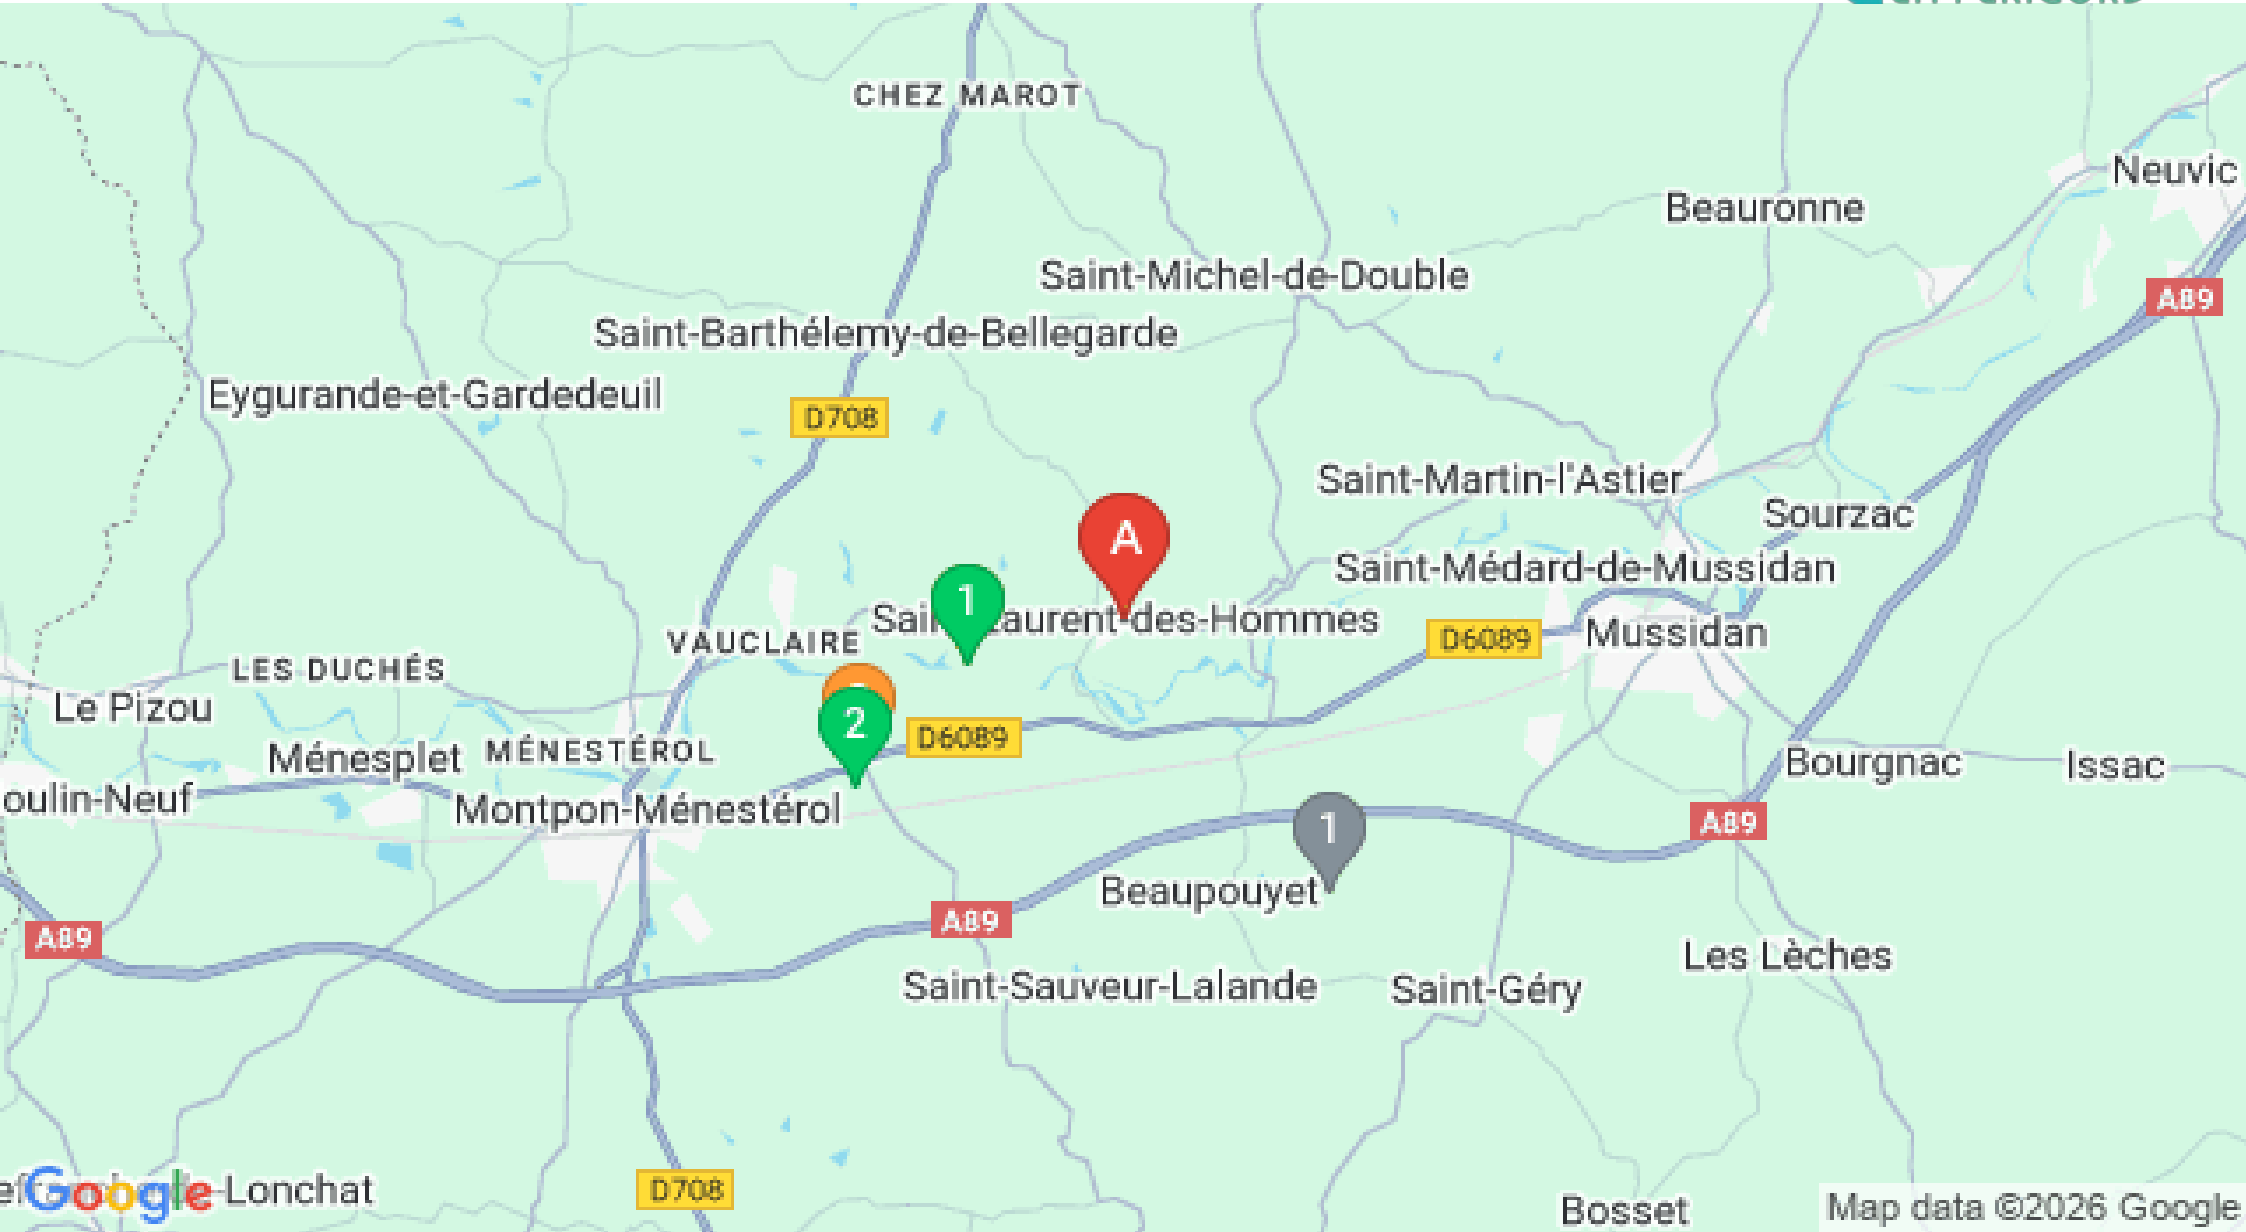 CHEZ MAROT
Neuvic
Beauronne
Saint-Michel-de-Double
A89
Saint-Barthélemy-de-Bellegarde
Eygurande-et-Gardedeuil
D708
Saint-Martin-l'Astier
Sourzac
A
Saint-Médard-de-Mussidan
1
Saint-Laurent-des-Hommes
D6089
Mussidan
VAUCLAIRE
LES DUCHÉS
Le Pizou
2
D6089
MÉNESTÉROL
Ménesplet
Bourgnac
Issac
oulin-Neuf
Montpon-Ménestérol
A89
1
Beaupouyet
A89
A89
Les Lèches
Saint-Sauveur-Lalande
Saint-Géry
Google
-Lonchat
D708
Bosset
Map data ©2026 Google